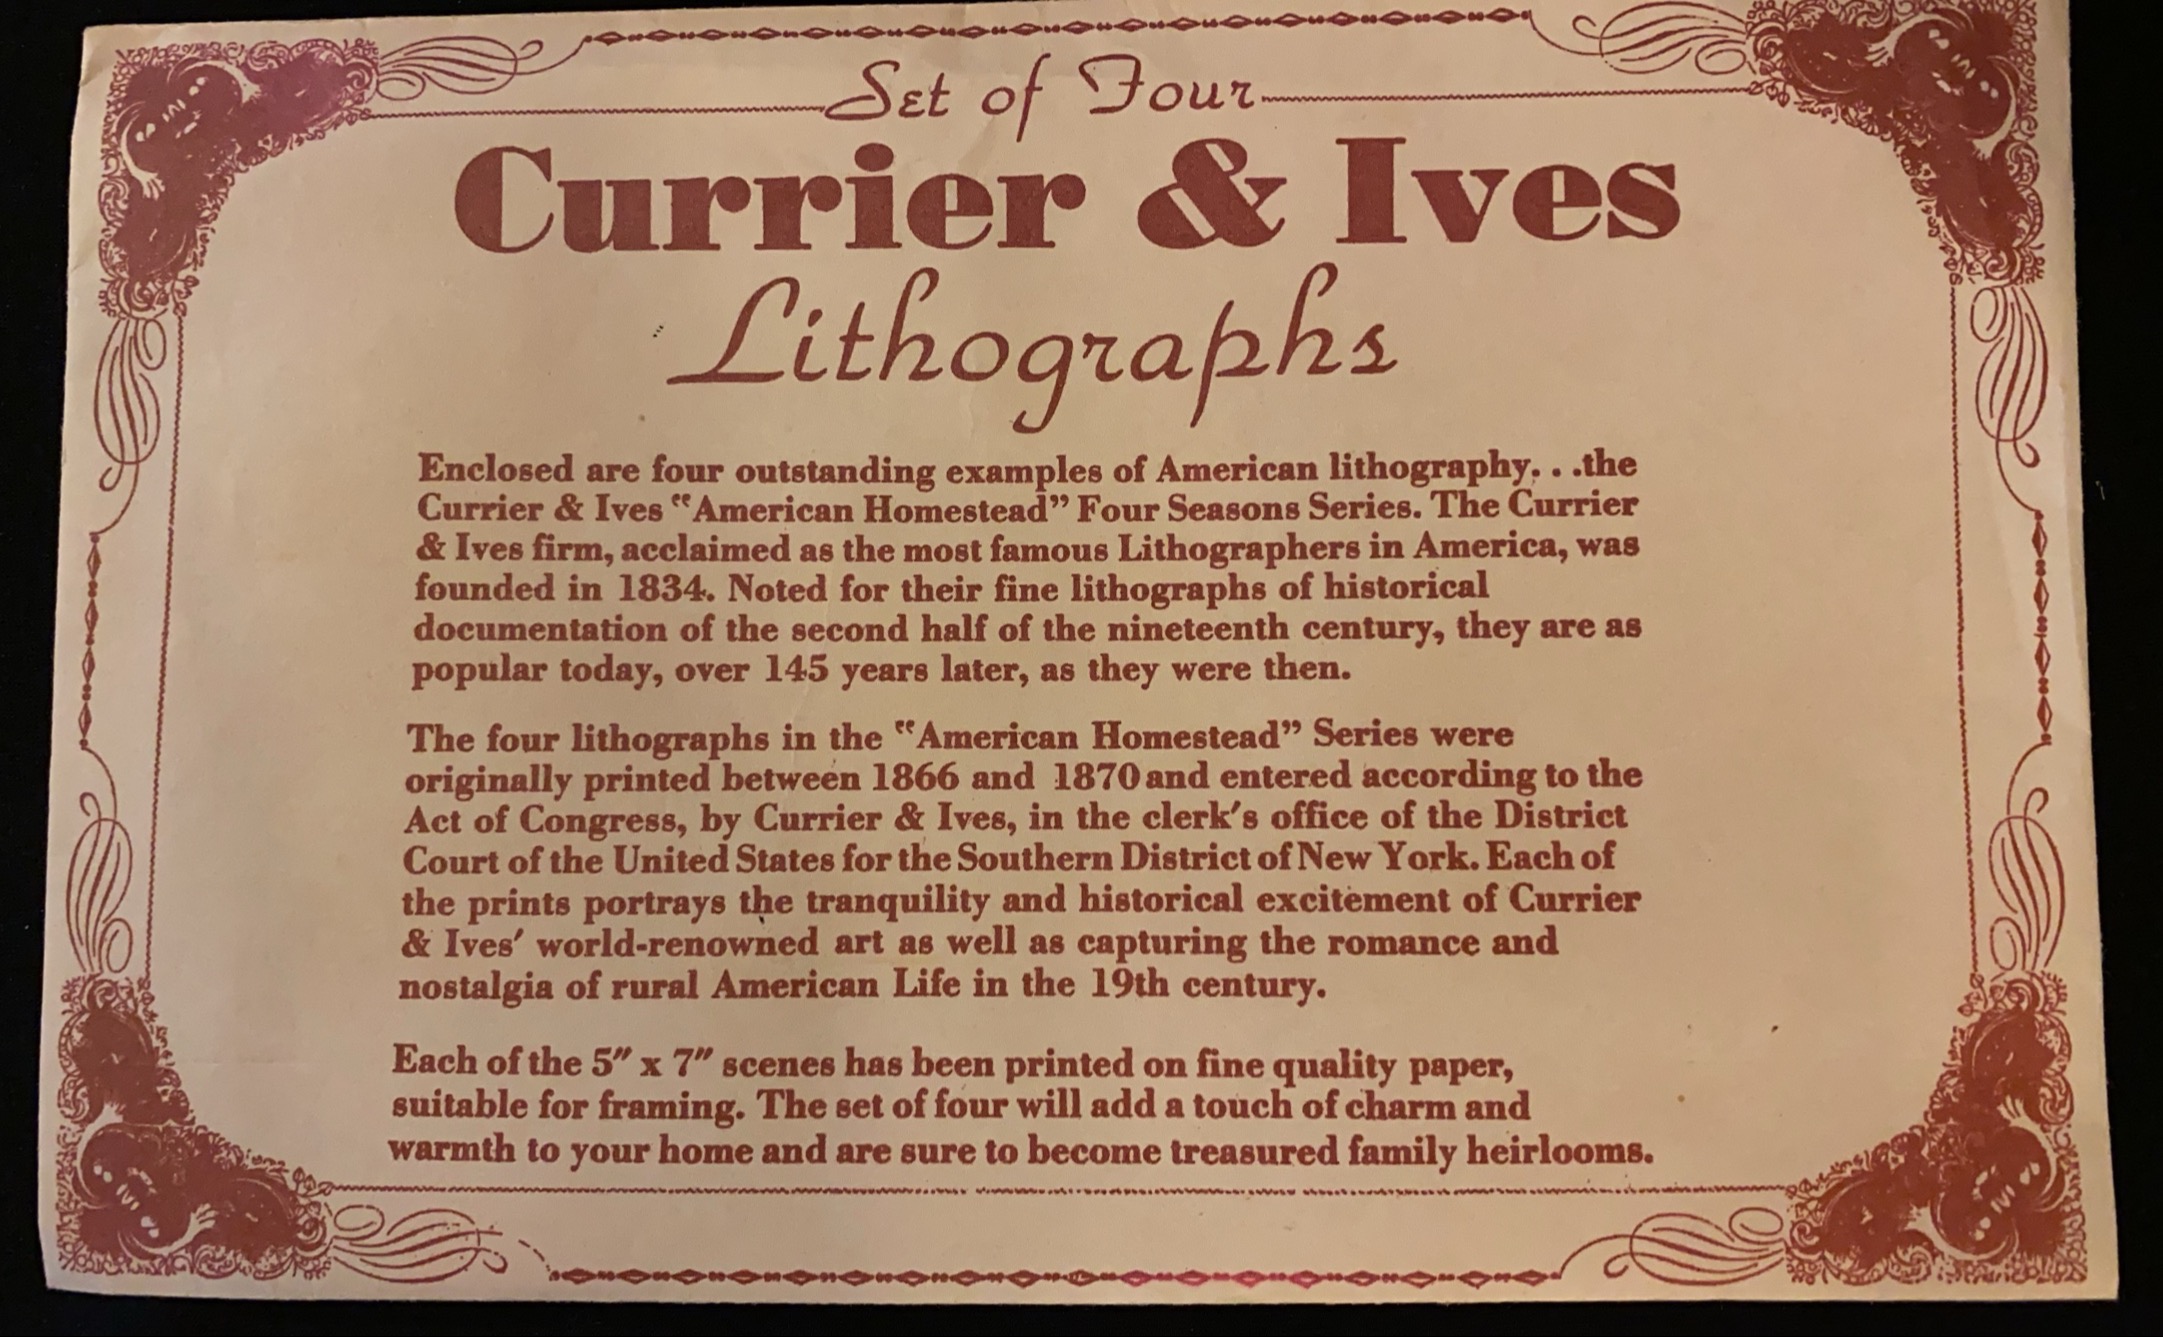 Set of Four
Currier & Ives
Lithographs
Enclosed are four outstanding examples of American lithography. . .the
Currier & Ives "American Homestead" Four Seasons Series. The Currier
& Ives firm, acclaimed as the most famous Lithographers in America, was
founded in 1834. Noted for their fine lithographs of historical
documentation of the second half of the nineteenth century, they are as
popular today, over 145 years later, as they were then.
The four lithographs in the "American Homestead" Series were
originally printed between 1866 and 1870 and entered according to the
Act of Congress, by Currier & Ives, in the clerk's office of the District
Court of the United States for the Southern District of New York. Each of
the prints portrays the tranquility and historical excitement of Currier
& Ives' world-renowned art as well as capturing the romance and
nostalgia of rural American Life in the 19th century.
Each of the 5" x 7" scenes has been printed on fine quality paper,
suitable for framing. The set of four will add a touch of charm and
warmth to your home and are sure to become treasured family heirlooms.